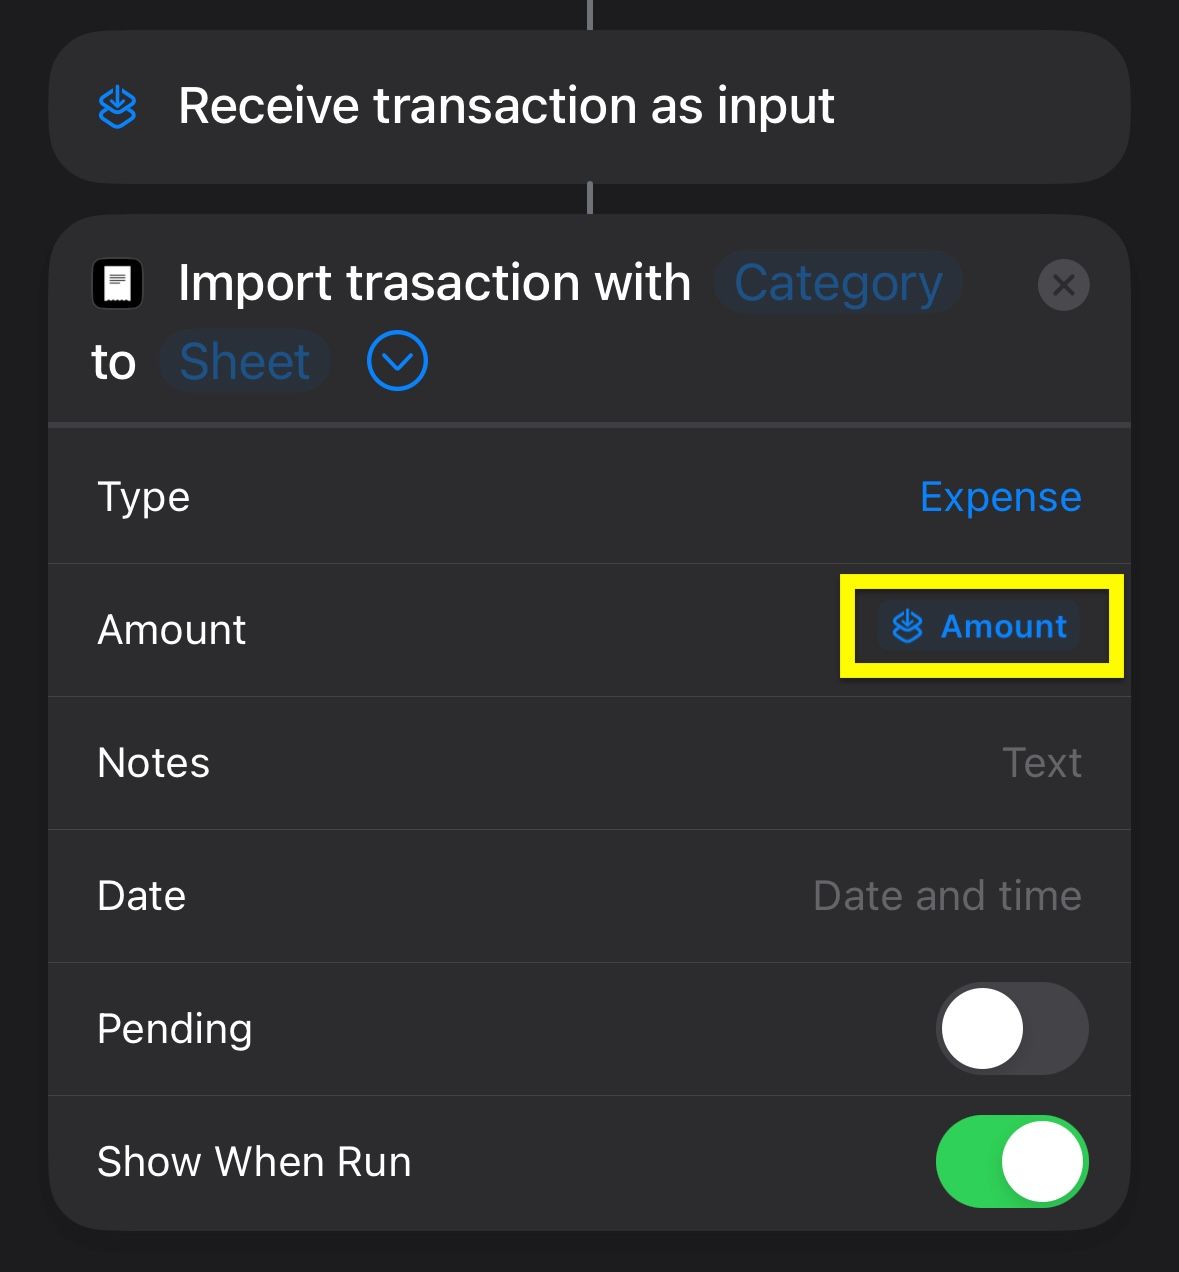 Receive transaction as input
Import trasaction with Category
to Sheet
Type Expense
Amount Amount
Notes Text
Date Date and time
Pending
Show When Run